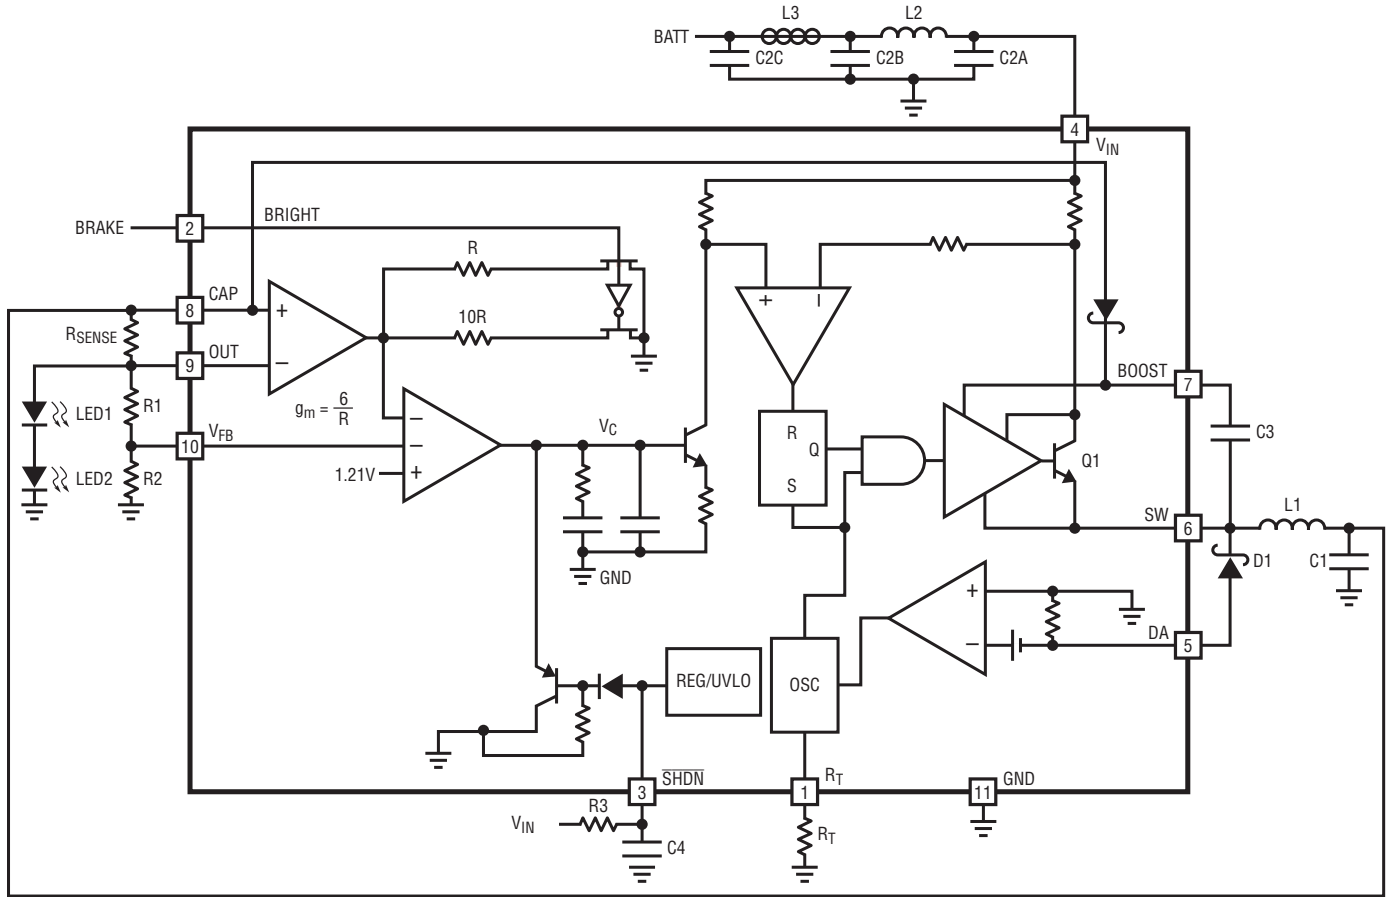 L3
L2
BATT
C2C
C2B
C2A
4
VIN
BRAKE
2
BRIGHT
R
10R
8
CAP
+
−
RSENSE
9
OUT
LED1
R1
gm = 6/R
10
VFB
LED2
R2
1.21V
−
−
+
VC
GND
+
−
R
Q
S
BOOST
7
C3
Q1
SW
6
L1
D1
C1
+
−
DA
5
REG/UVLO
OSC
3
SHDN
1
RT
11
GND
VIN
R3
C4
RT